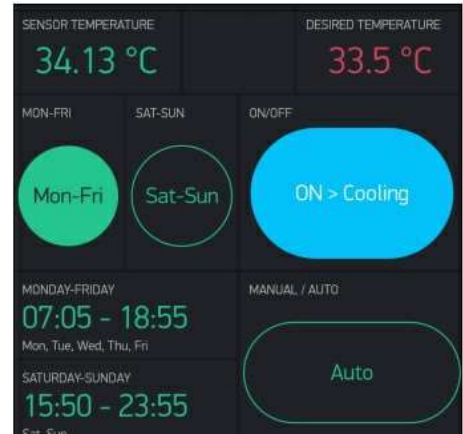 SENSOR TEMPERATURE
DESIRED TEMPERATURE
34.13 °C
33.5 °C
MON-FRI
SAT-SUN
ON/OFF
Mon-Fri
Sat-Sun
ON > Cooling
MONDAY-FRIDAY
07:05 - 18:55
Mon, Tue, Wed, Thu, Fri
MANUAL / AUTO
Auto
SATURDAY-SUNDAY
15:50 - 23:55
Sat, Sun